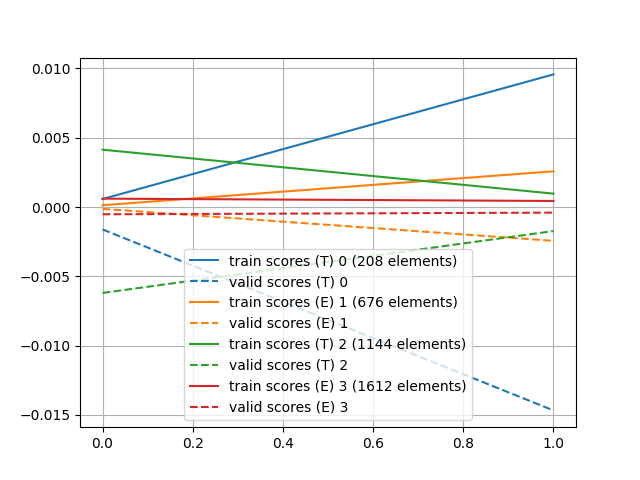 0.010
0.005
0.000
−0.005
−0.010
−0.015
train scores (T) 0 (208 elements)
valid scores (T) 0
train scores (E) 1 (676 elements)
valid scores (E) 1
train scores (T) 2 (1144 elements)
valid scores (T) 2
train scores (E) 3 (1612 elements)
valid scores (E) 3
0.0 0.2 0.4 0.6 0.8 1.0